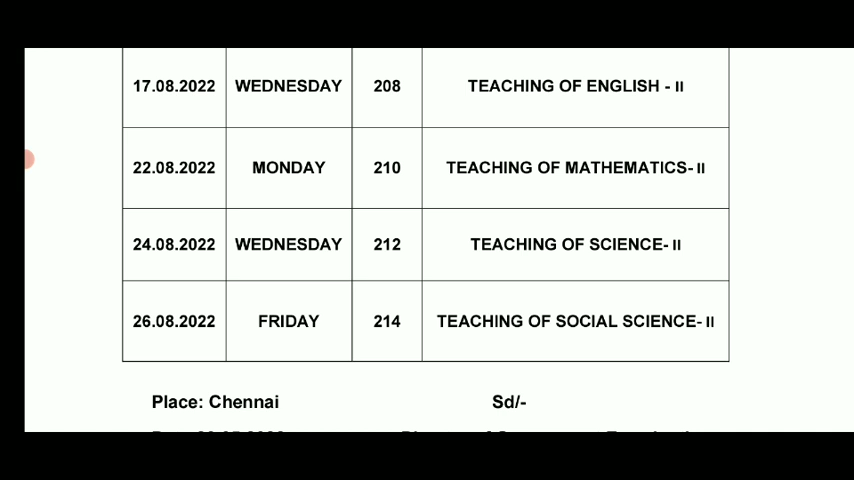 17.08.2022 WEDNESDAY 208 TEACHING OF ENGLISH - II
22.08.2022 MONDAY 210 TEACHING OF MATHEMATICS- II
24.08.2022 WEDNESDAY 212 TEACHING OF SCIENCE- II
26.08.2022 FRIDAY 214 TEACHING OF SOCIAL SCIENCE- II
Place: Chennai Sd/-